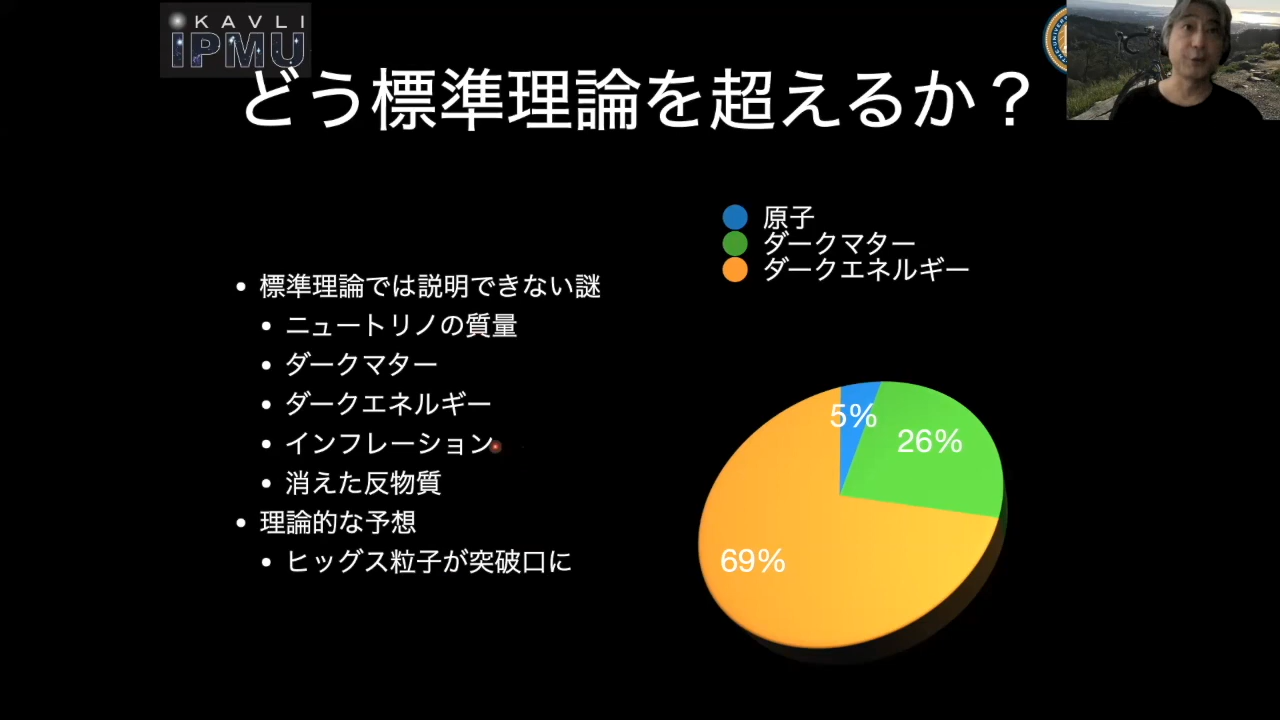 KAVLI
IPMU
どう標準理論を超えるか？
原子
ダークマター
ダークエネルギー
標準理論では説明できない謎
ニュートリノの質量
ダークマター
ダークエネルギー
インフレーション
消えた反物質
理論的な予想
ヒッグス粒子が突破口に
5%
26%
69%